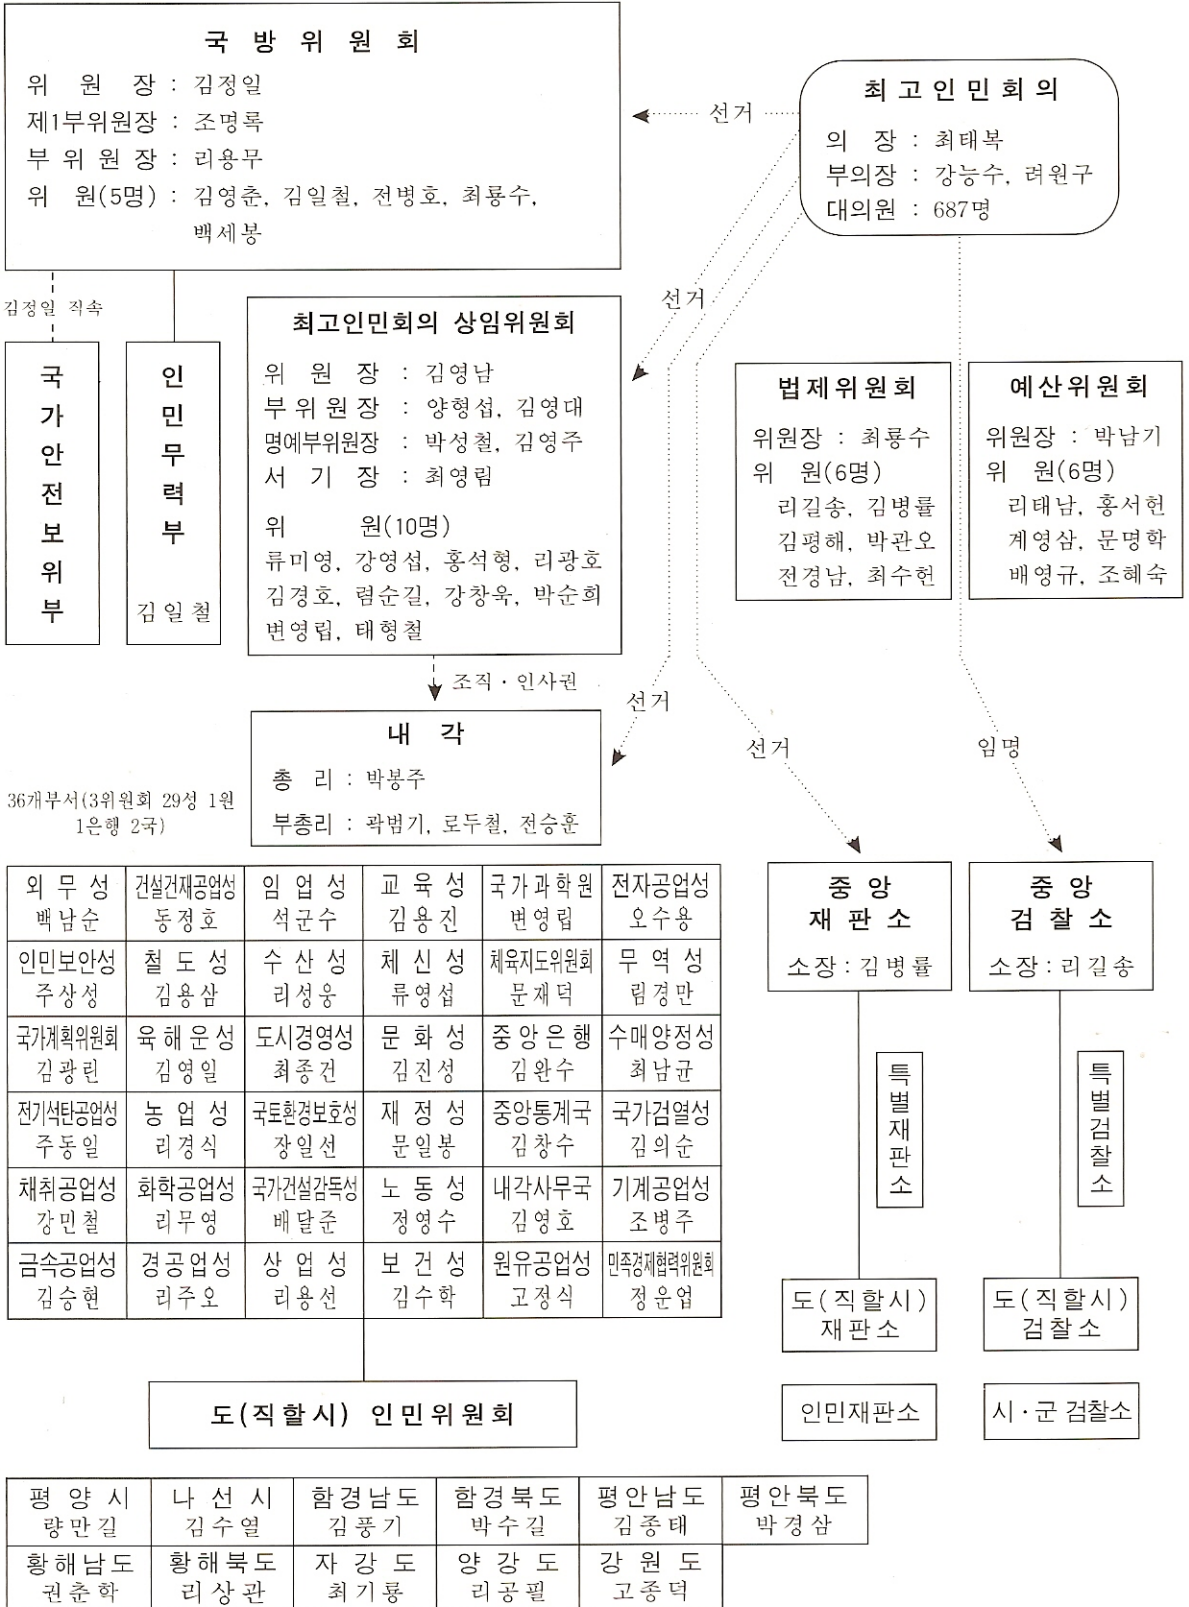 국 방 위 원 회
위 원 장 : 김정일
제1부위원장 : 조명록
부 위 원 장 : 리용무
위 원(5명) : 김영춘, 김일철, 전병호, 최룡수,
백세봉
선거
최고인민회의
의 장 : 최태복
부의장 : 강능수, 려원구
대의원 : 687명
김정일 직속
국가안전보위부
인민무력부
김일철
선거
최고인민회의 상임위원회
위 원 장 : 김영남
부 위 원 장 : 양형섭, 김영대
명예부위원장 : 박성철, 김영주
서 기 장 : 최영림
위 원(10명)
류미영, 강영섭, 홍석형, 리광호
김경호, 렴순길, 강창욱, 박순희
변영립, 태형철
법제위원회
위원장 : 최룡수
위 원(6명)
리길송, 김병률
김평해, 박관오
전경남, 최수헌
예산위원회
위원장 : 박남기
위 원(6명)
리태남, 홍서헌
계영삼, 문명학
배영규, 조혜숙
조직 · 인사권
선거
선거
임명
내 각
총 리 : 박봉주
부총리 : 곽범기, 로두철, 전승훈
36개부서(3위원회 29성 1원
1은행 2국)
외 무 성 건설건재공업성 임 업 성 교 육 성 국가과학원 전자공업성
백남순 동정호 석군수 김용진 변영립 오수용
인민보안성 철 도 성 수 산 성 체 신 성 체육지도위원회 무 역 성
주상성 김용삼 리성웅 류영섭 문재덕 림경만
국가계획위원회 육해운성 도시경영성 문 화 성 중앙은행 수매양정성
김광린 김영일 최종건 김진성 김완수 최남균
전기석탄공업성 농 업 성 국토환경보호성 재 정 성 중앙통계국 국가검열성
주동일 리경식 장일선 문일봉 김창수 김의순
채취공업성 화학공업성 국가건설감독성 노 동 성 내각사무국 기계공업성
강민철 리무영 배달준 정영수 김영호 조병주
금속공업성 경공업성 상 업 성 보 건 성 원유공업성 민족경제협력위원회
김승현 리주오 리용선 김수학 고정식 정운업
중앙
재판소
소장 : 김병률
중앙
검찰소
소장 : 리길송
특별재판소
특별검찰소
도(직할시)
재판소
도(직할시)
검찰소
인민재판소
시 · 군 검찰소
도(직할시) 인민위원회
평 양 시 나 선 시 함경남도 함경북도 평안남도 평안북도
량만길 김수열 김풍기 박수길 김종태 박경삼
황해남도 황해북도 자 강 도 양 강 도 강 원 도
권춘학 리상관 최기룡 리공필 고종덕